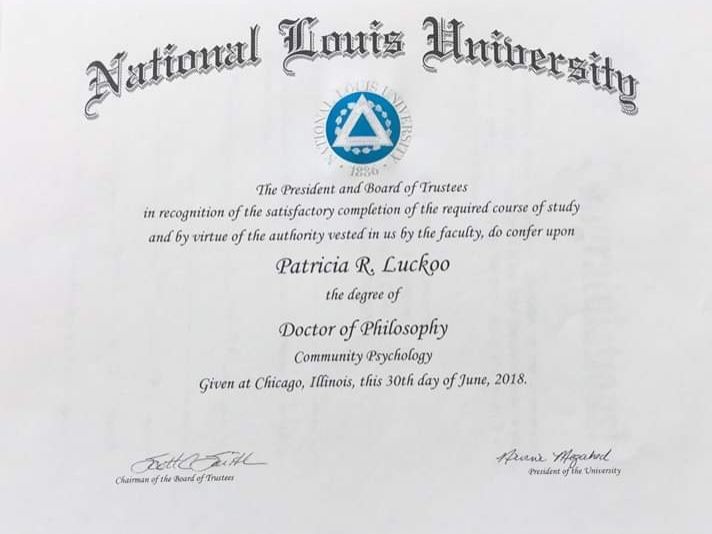 National Louis University
NATIONAL LOUIS UNIVERSITY
1886
The President and Board of Trustees
in recognition of the satisfactory completion of the required course of study
and by virtue of the authority vested in us by the faculty, do confer upon
Patricia R. Luckoo
the degree of
Doctor of Philosophy
Community Psychology
Given at Chicago, Illinois, this 30th day of June, 2018.
Megahed
Chairman of the Board of Trustees
President of the University